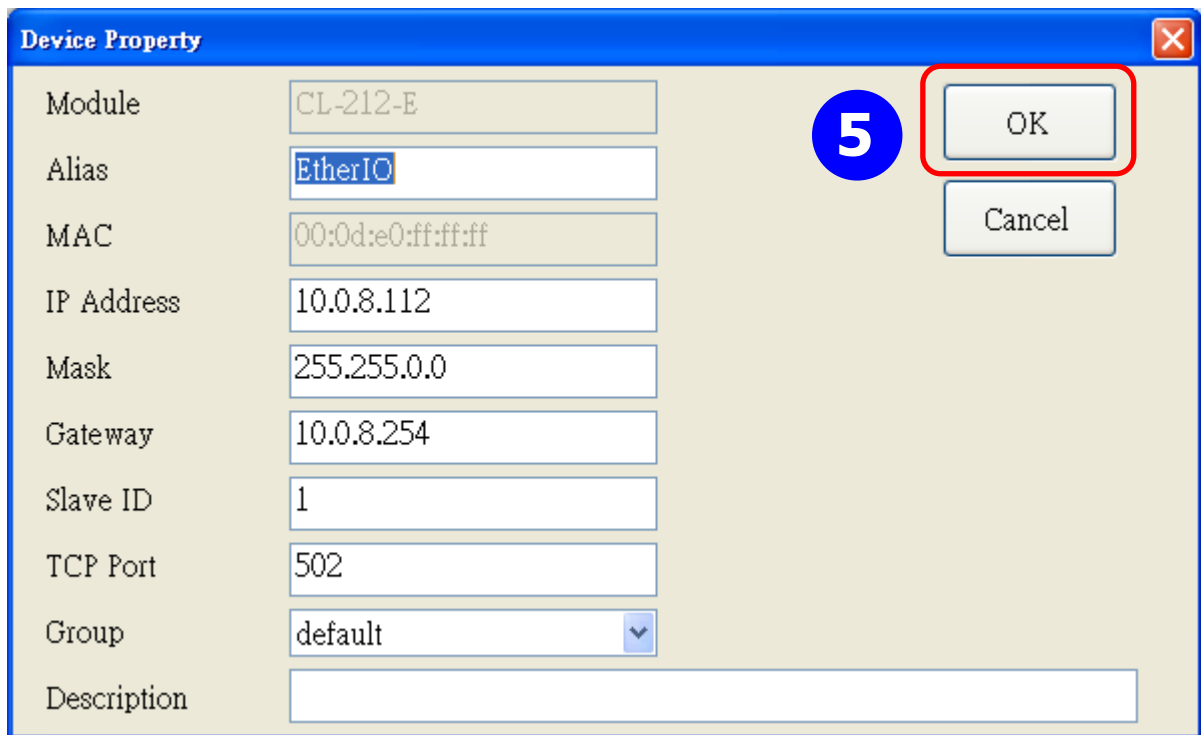 Device Property
Module CL-212-E
5 OK
Alias EtherIO
MAC 00:0d:e0:ff:ff:ff
Cancel
IP Address 10.0.8.112
Mask 255.255.0.0
Gateway 10.0.8.254
Slave ID 1
TCP Port 502
Group default
Description